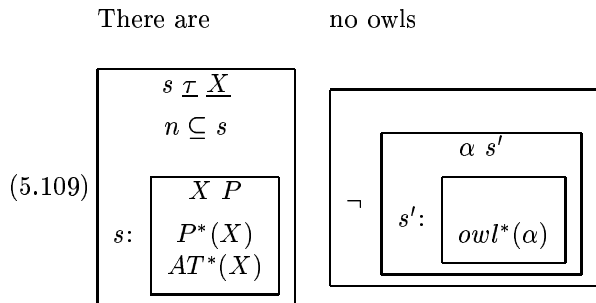 There are no owls
s τ X
n ⊆ s
α s′
(5.109)
X P
¬
s:
P*(X)
AT*(X)
s′:
owl*(α)